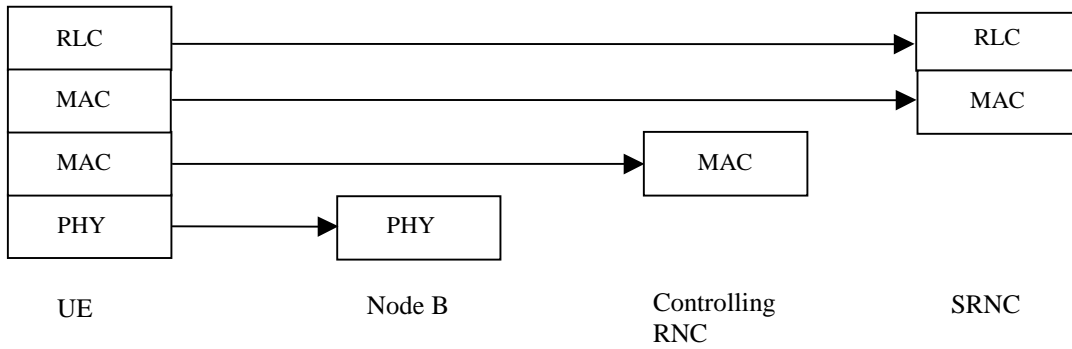 RLC
RLC
MAC
MAC
MAC
MAC
PHY
PHY
UE
Node B
Controlling
RNC
SRNC